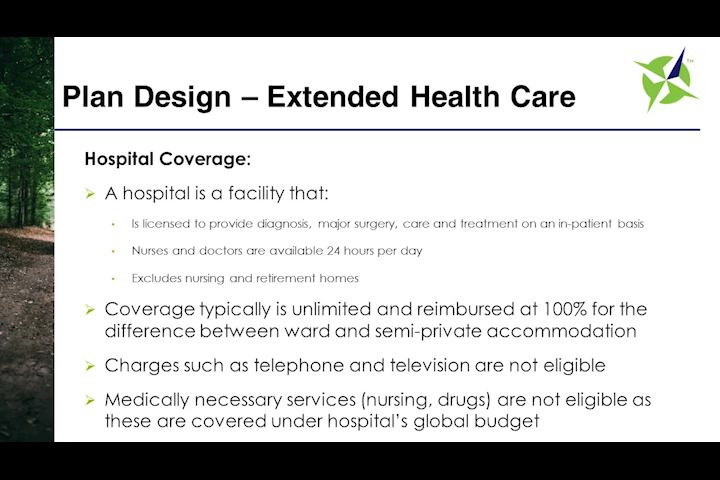 Plan Design – Extended Health Care
TM
Hospital Coverage:
➢ A hospital is a facility that:
• Is licensed to provide diagnosis, major surgery, care and treatment on an in-patient basis
• Nurses and doctors are available 24 hours per day
• Excludes nursing and retirement homes
➢ Coverage typically is unlimited and reimbursed at 100% for the
difference between ward and semi-private accommodation
➢ Charges such as telephone and television are not eligible
➢ Medically necessary services (nursing, drugs) are not eligible as
these are covered under hospital's global budget